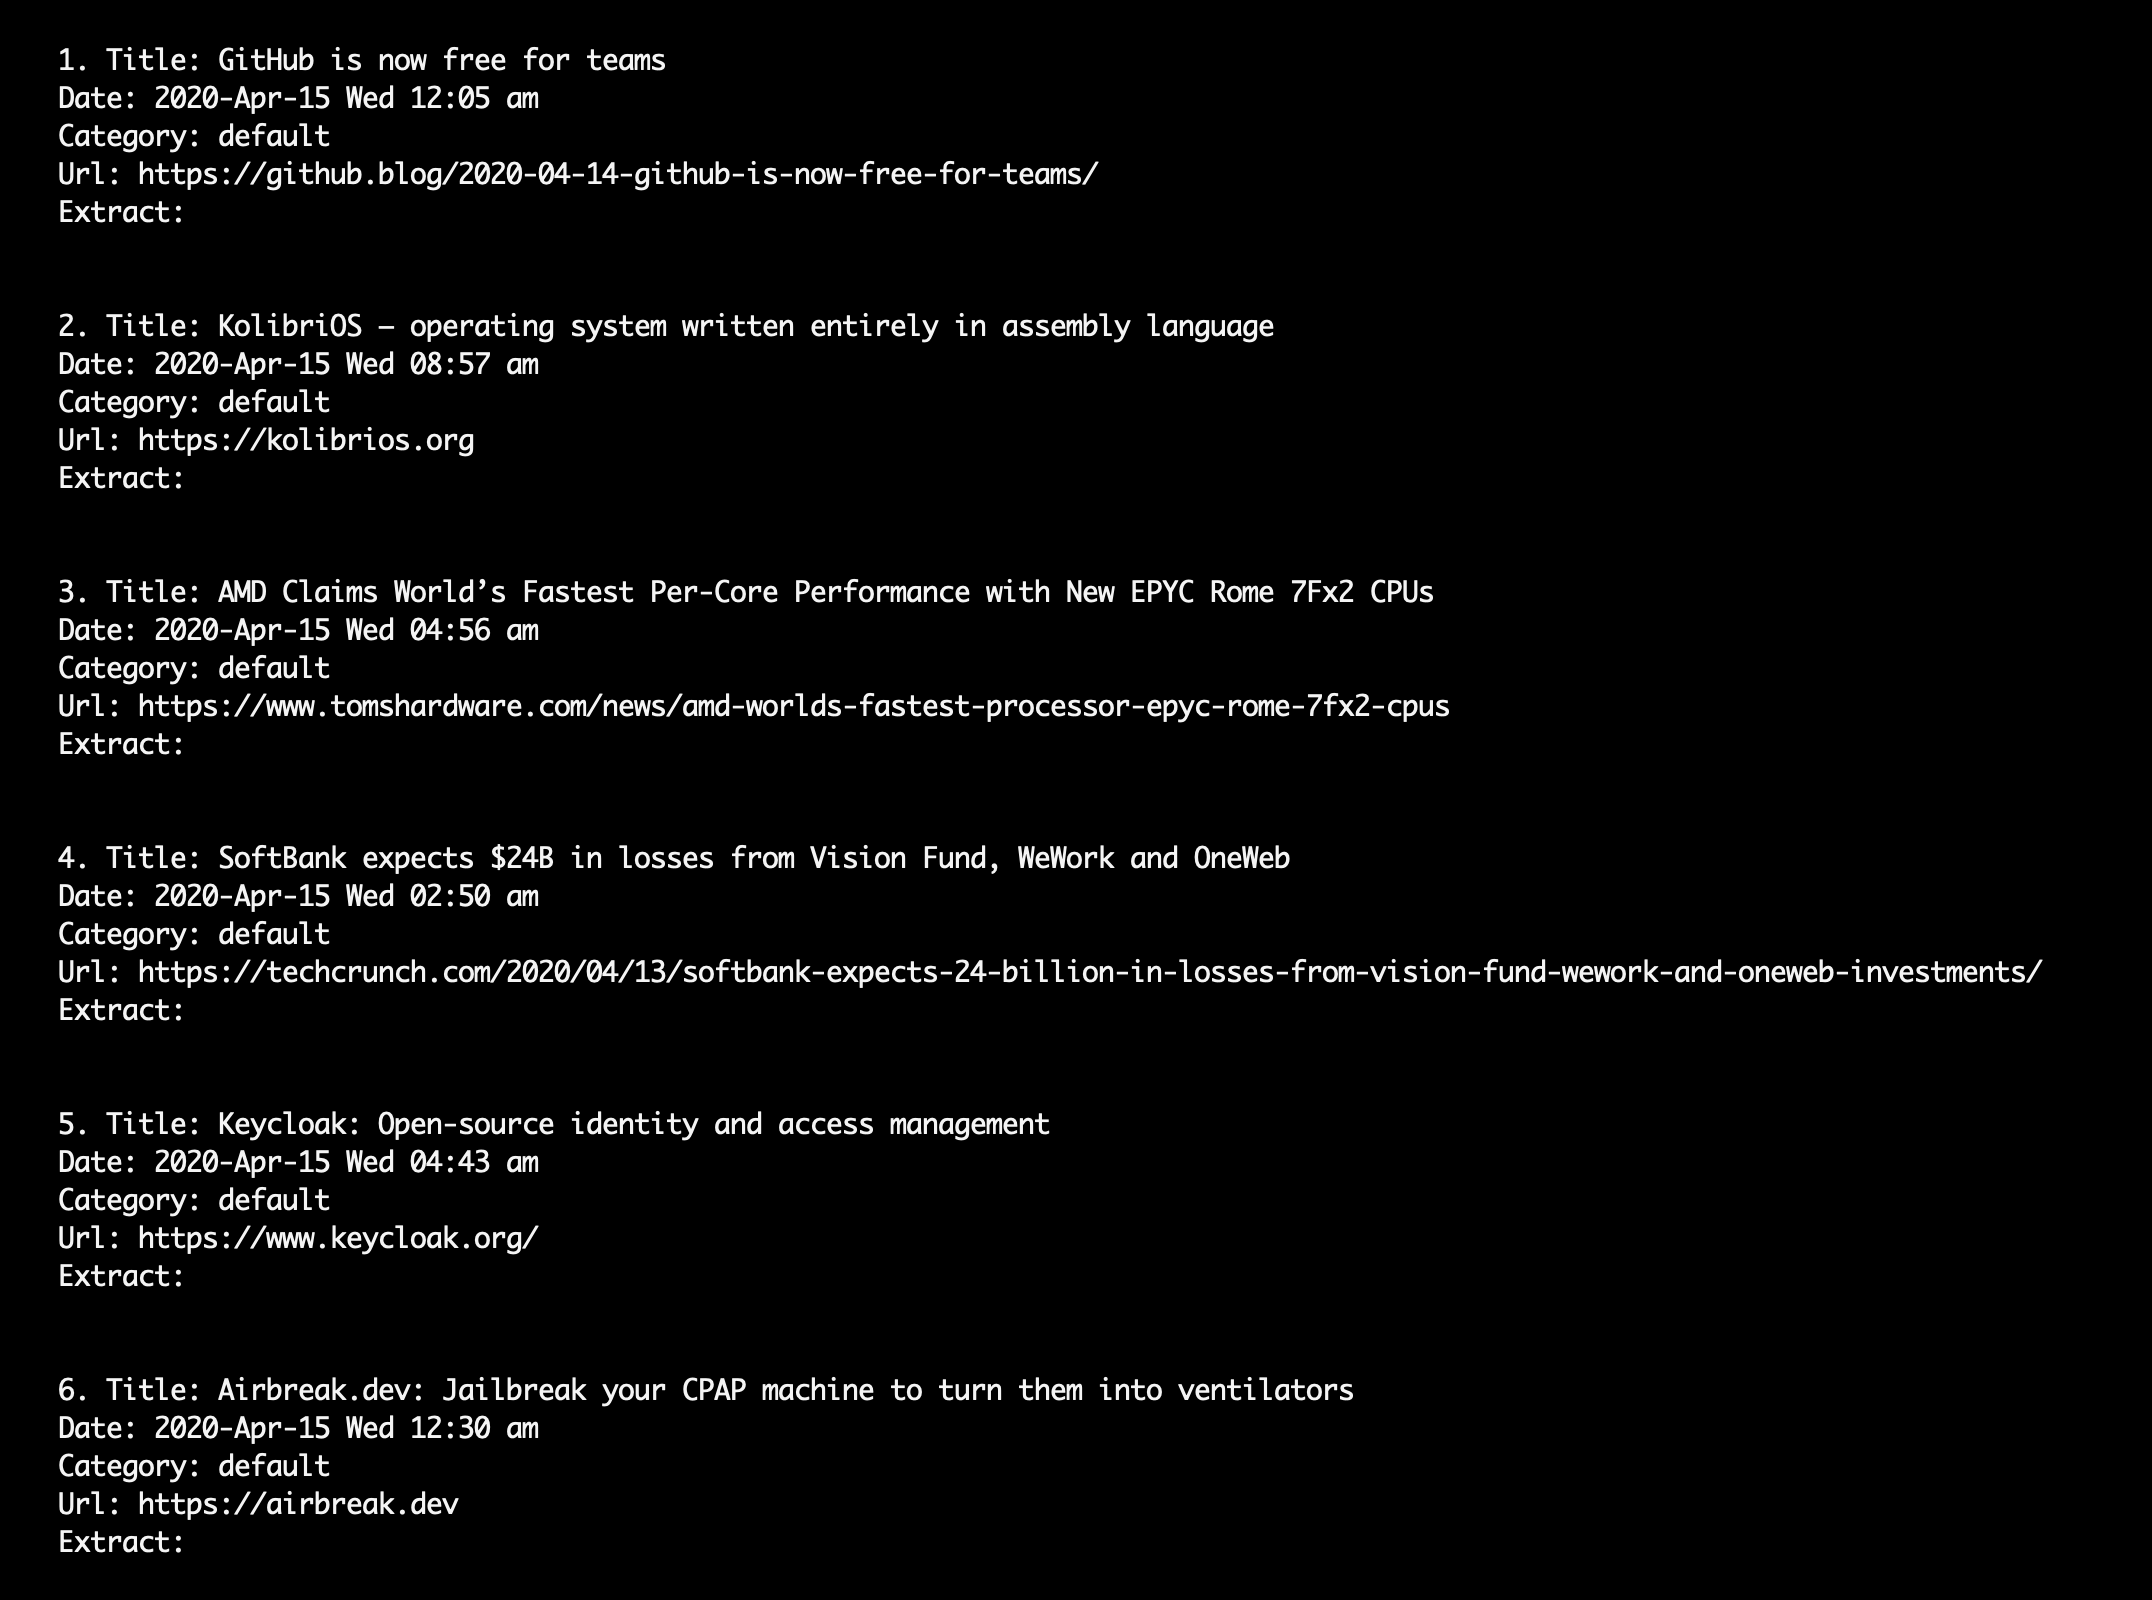 1. Title: GitHub is now free for teams
Date: 2020-Apr-15 Wed 12:05 am
Category: default
Url: https://github.blog/2020-04-14-github-is-now-free-for-teams/
Extract:
2. Title: KolibriOS – operating system written entirely in assembly language
Date: 2020-Apr-15 Wed 08:57 am
Category: default
Url: https://kolibrios.org
Extract:
3. Title: AMD Claims World’s Fastest Per-Core Performance with New EPYC Rome 7Fx2 CPUs
Date: 2020-Apr-15 Wed 04:56 am
Category: default
Url: https://www.tomshardware.com/news/amd-worlds-fastest-processor-epyc-rome-7fx2-cpus
Extract:
4. Title: SoftBank expects $24B in losses from Vision Fund, WeWork and OneWeb
Date: 2020-Apr-15 Wed 02:50 am
Category: default
Url: https://techcrunch.com/2020/04/13/softbank-expects-24-billion-in-losses-from-vision-fund-wework-and-oneweb-investments/
Extract:
5. Title: Keycloak: Open-source identity and access management
Date: 2020-Apr-15 Wed 04:43 am
Category: default
Url: https://www.keycloak.org/
Extract:
6. Title: Airbreak.dev: Jailbreak your CPAP machine to turn them into ventilators
Date: 2020-Apr-15 Wed 12:30 am
Category: default
Url: https://airbreak.dev
Extract: